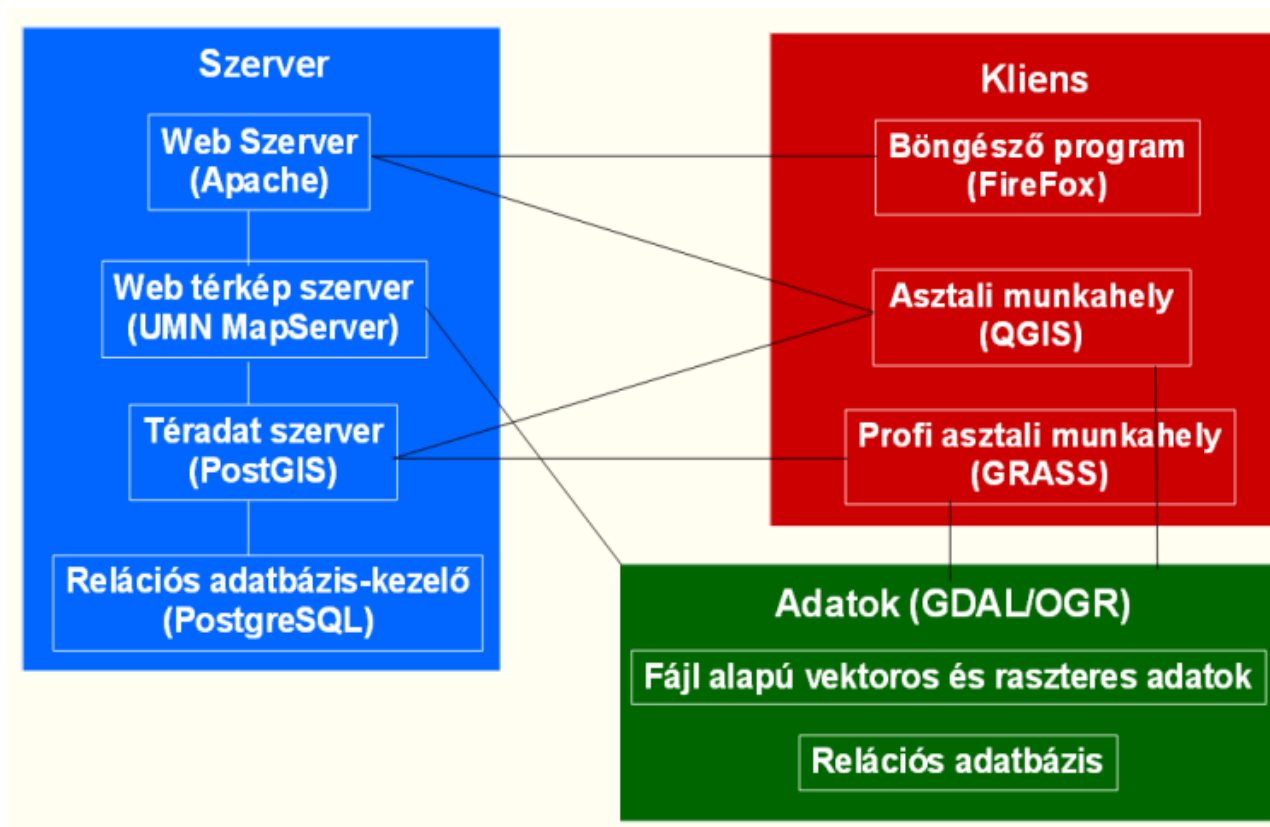 Szerver
Web Szerver
(Apache)
Web térkép szerver
(UMN MapServer)
Téradat szerver
(PostGIS)
Relációs adatbázis-kezelő
(PostgreSQL)
Kliens
Böngésző program
(FireFox)
Asztali munkahely
(QGIS)
Profi asztali munkahely
(GRASS)
Adatok (GDAL/OGR)
Fájl alapú vektoros és raszteres adatok
Relációs adatbázis